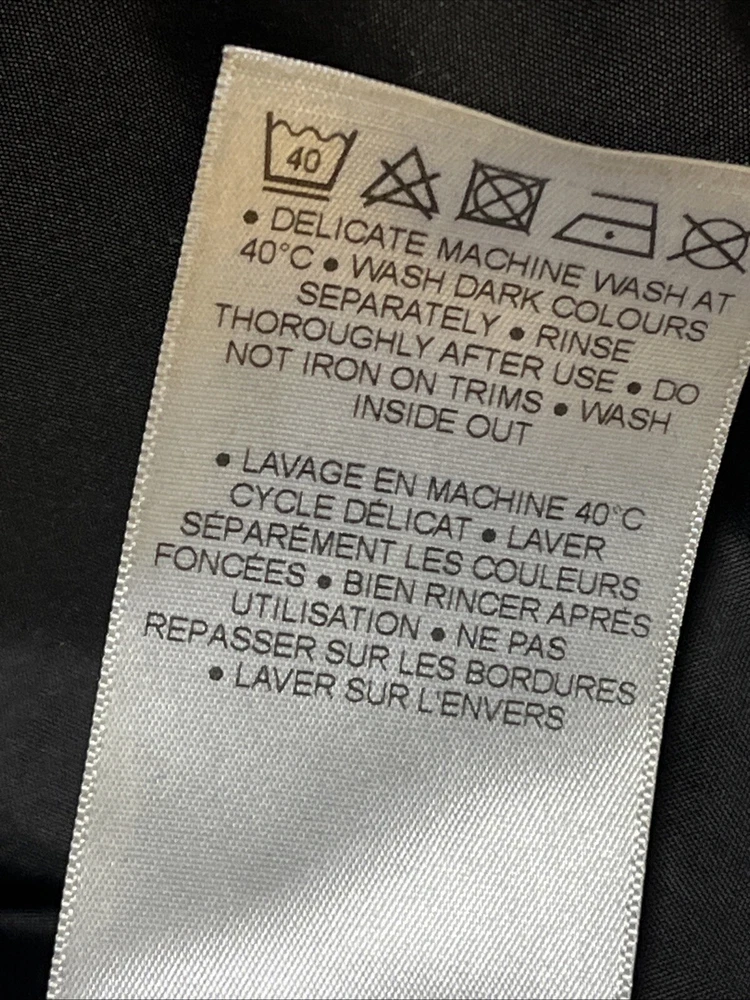 40
• DELICATE MACHINE WASH AT
40°C • WASH DARK COLOURS
SEPARATELY • RINSE
THOROUGHLY AFTER USE • DO
NOT IRON ON TRIMS • WASH
INSIDE OUT
• LAVAGE EN MACHINE 40°C
CYCLE DÉLICAT • LAVER
SÉPARÉMENT LES COULEURS
FONCÉES • BIEN RINCER APRÉS
UTILISATION • NE PAS
REPASSER SUR LES BORDURES
• LAVER SUR L'ENVERS